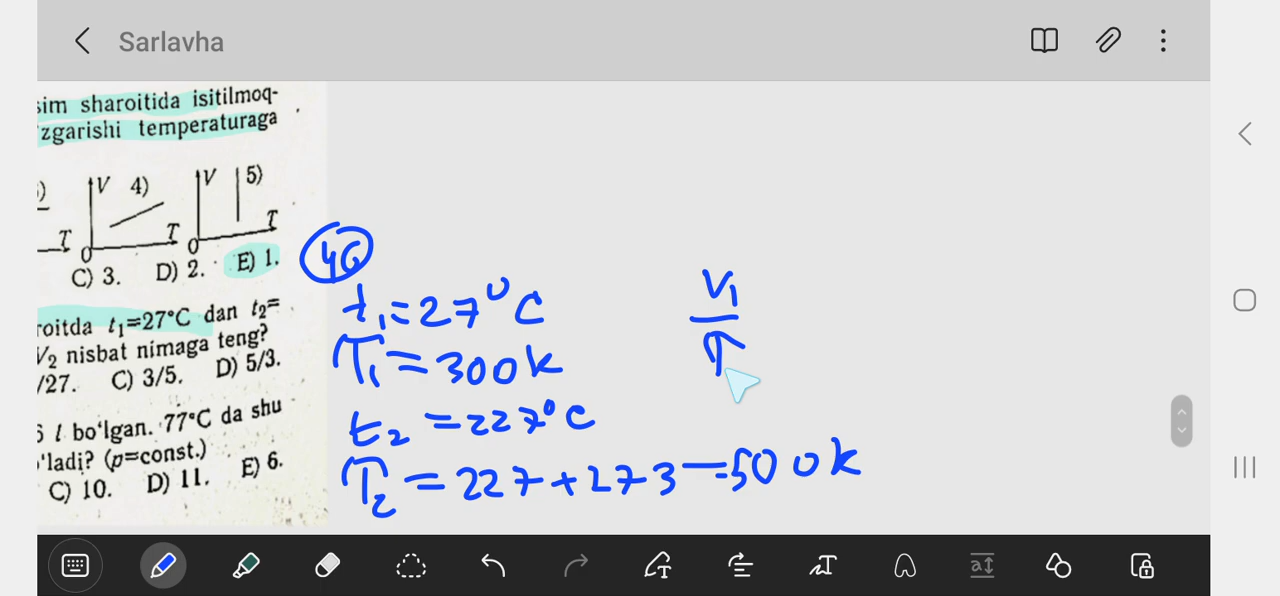 Sarlavha
sim sharoitida isitilmoq-
zgarishi temperaturaga
) V 4) V 5)
T 0 T 0 T
C) 3. D) 2. E) 1.
roitda t₁=27°C dan t₂=
V₂ nisbat nimaga teng?
/27. C) 3/5. D) 5/3.
6 l bo'lgan. 77°C da shu
'ladi? (p=const.)
C) 10. D) 11. E) 6.
46
t₁=27°C
T₁=300K
t₂=227°C
T₂=227+273=500K
V₁
T